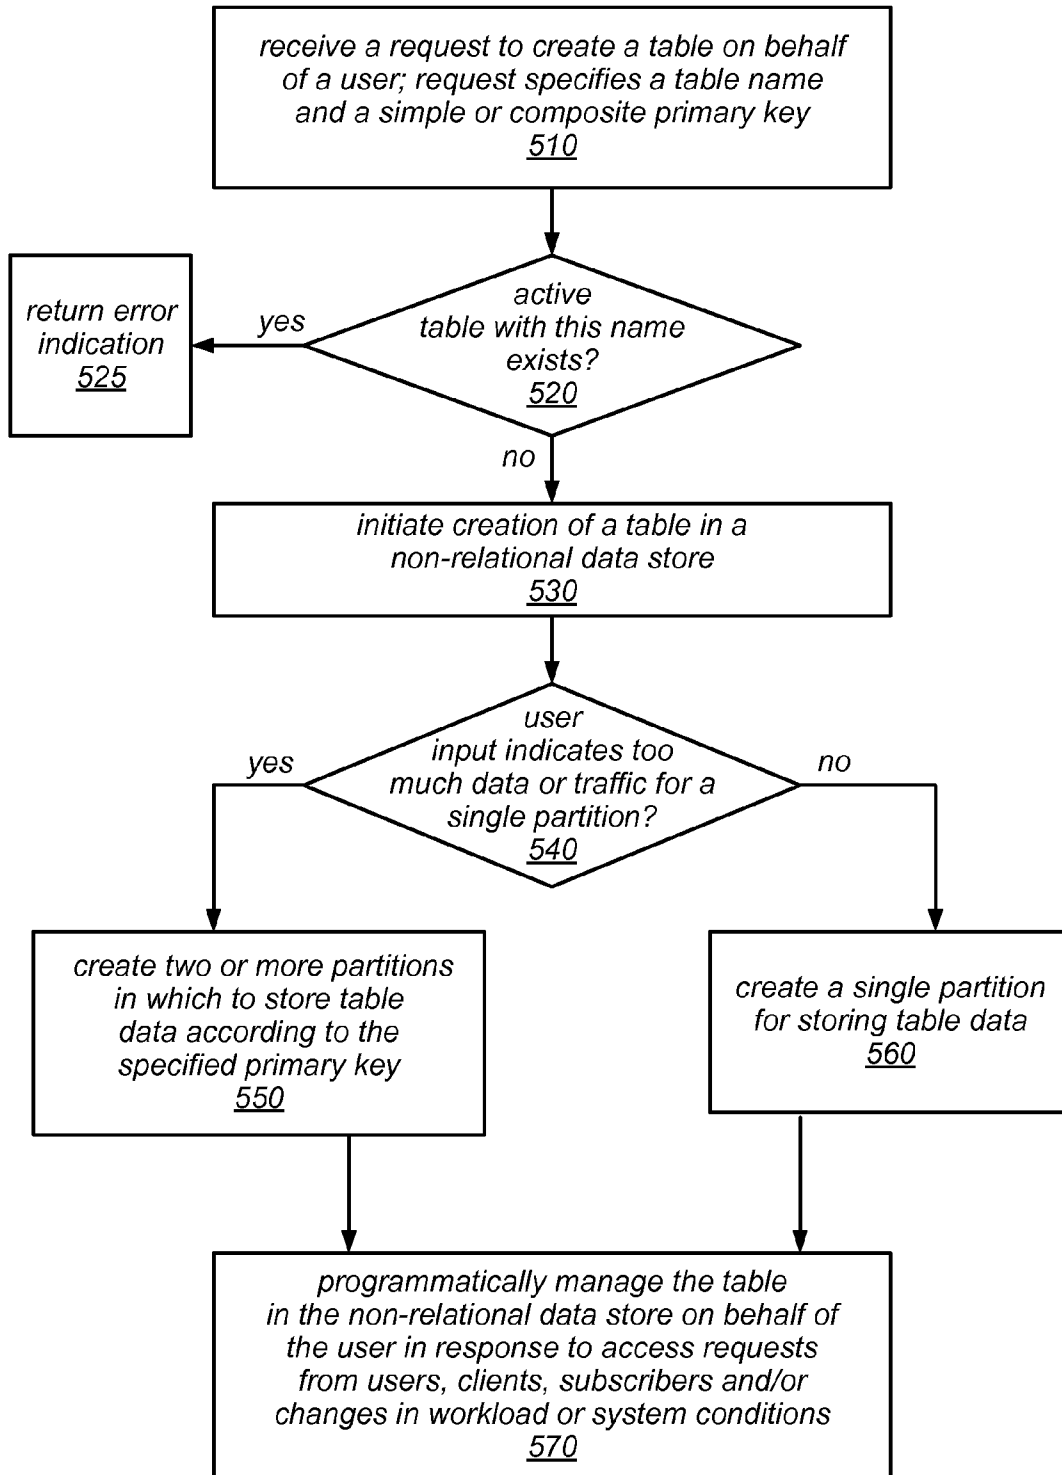 receive a request to create a table on behalf
of a user; request specifies a table name
and a simple or composite primary key
510
active
table with this name
exists?
520
yes
return error
indication
525
no
initiate creation of a table in a
non-relational data store
530
user
input indicates too
much data or traffic for a
single partition?
540
yes
no
create two or more partitions
in which to store table
data according to the
specified primary key
550
create a single partition
for storing table data
560
programmatically manage the table
in the non-relational data store on behalf of
the user in response to access requests
from users, clients, subscribers and/or
changes in workload or system conditions
570